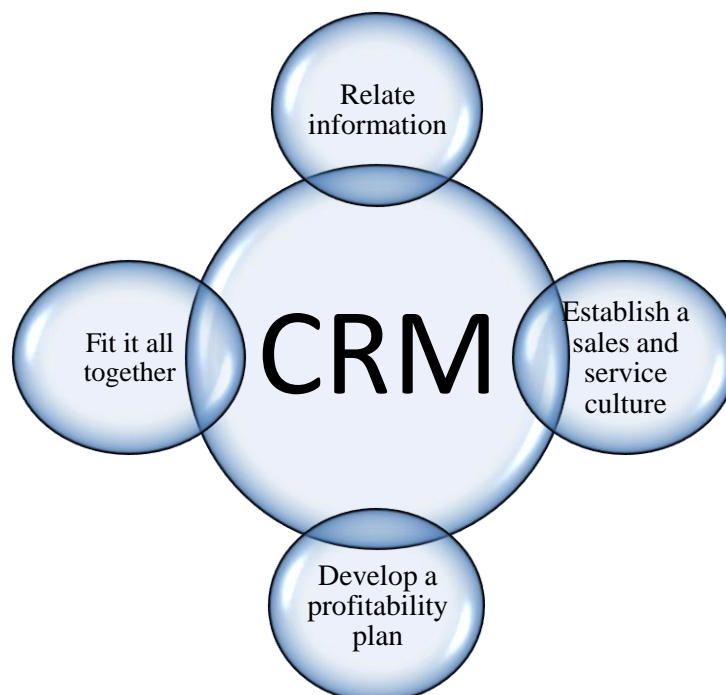 Relate
information
CRM
Establish a
sales and
service
culture
Develop a
profitability
plan
Fit it all
together